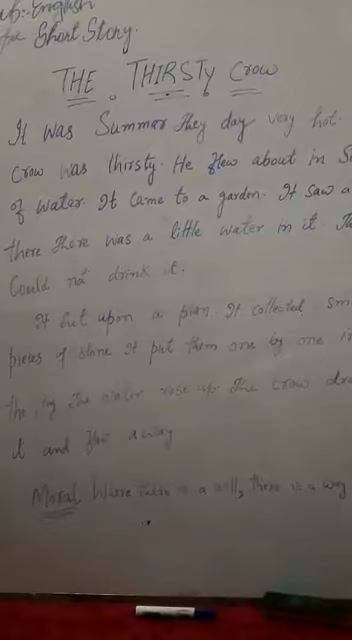 Sub:- English
Short Story.
THE THIRSTY Crow
It was Summer They day very hot.
Crow was thirsty. He flew about in
of water. It Came to a garden. It saw a
there There was a little water in it.
Could not drink it.
It hit upon a plan It collected
pieces of stone It put them one by one
the The water rose up. The crow
it and flew away
Moral Where there is a will, there is a way